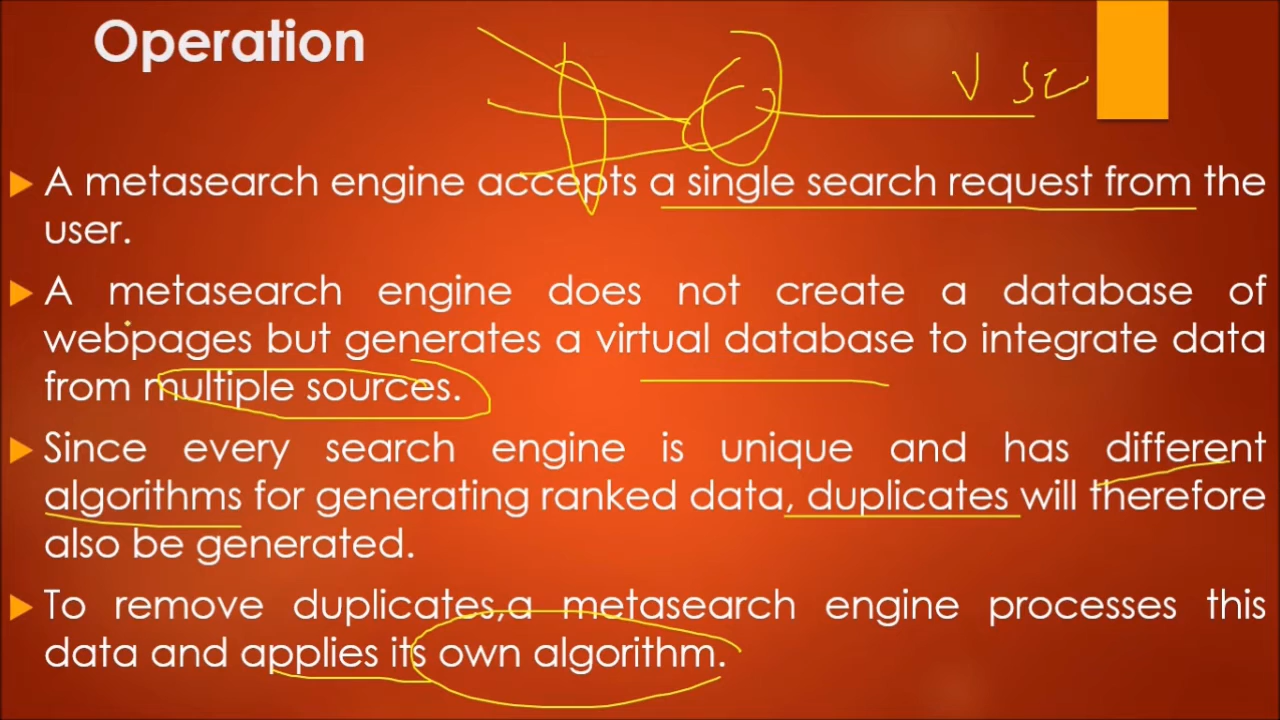 Operation
A metasearch engine accepts a single search request from the
user.
A metasearch engine does not create a database of
webpages but generates a virtual database to integrate data
from multiple sources.
Since every search engine is unique and has different
algorithms for generating ranked data, duplicates will therefore
also be generated.
To remove duplicates,a metasearch engine processes this
data and applies its own algorithm.